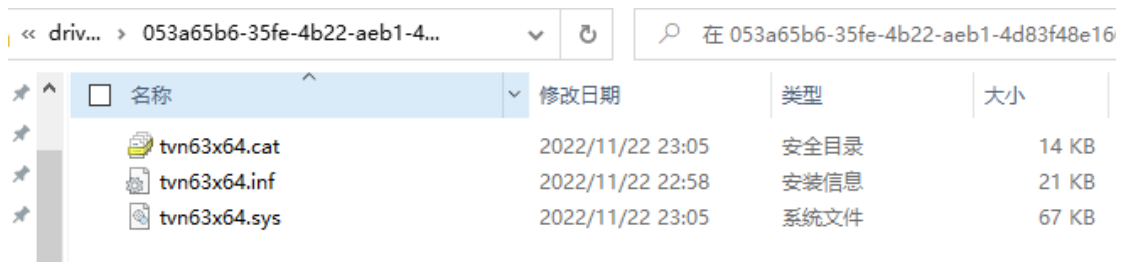 « driv... › 053a65b6-35fe-4b22-aeb1-4...
在 053a65b6-35fe-4b22-aeb1-4d83f48e16
名称 修改日期 类型 大小
tvn63x64.cat 2022/11/22 23:05 安全目录 14 KB
tvn63x64.inf 2022/11/22 22:58 安装信息 21 KB
tvn63x64.sys 2022/11/22 23:05 系统文件 67 KB